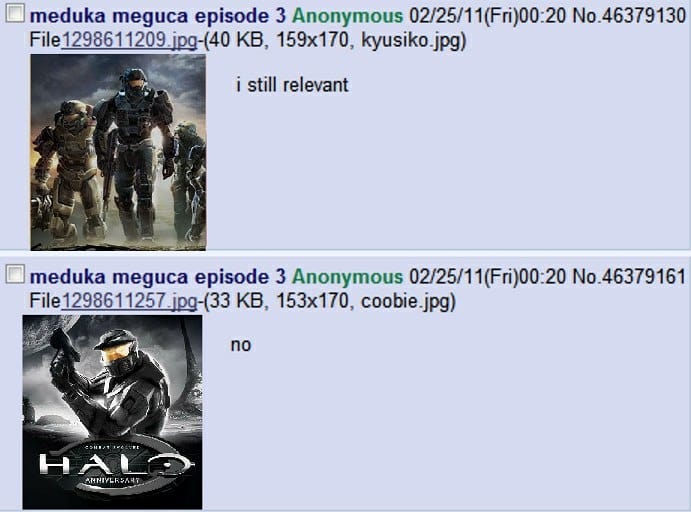 meduka meguca episode 3 Anonymous 02/25/11(Fri)00:20 No.46379130
File1298611209.jpg-(40 KB, 159x170, kyusiko.jpg)
i still relevant
meduka meguca episode 3 Anonymous 02/25/11(Fri)00:20 No.46379161
File1298611257.jpg-(33 KB, 153x170, coobie.jpg)
no
COMBAT EVOLVED
HALO
ANNIVERSARY